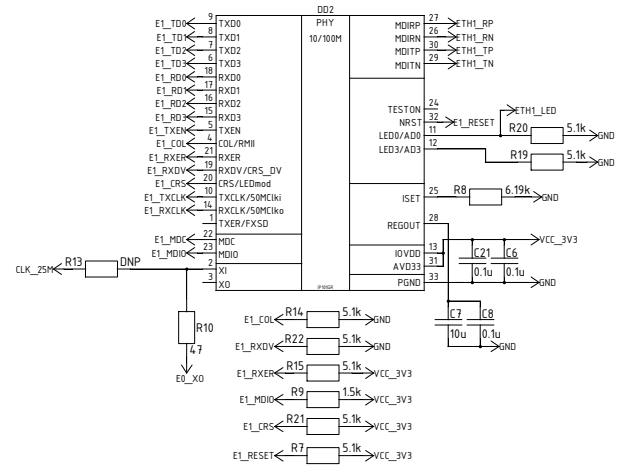 DD2
PHY
10/100M
E1_TD0 9 TXD0
E1_TD1 8 TXD1
E1_TD2 7 TXD2
E1_TD3 6 TXD3
E1_RD0 18 RXD0
E1_RD1 17 RXD1
E1_RD2 16 RXD2
E1_RD3 15 RXD3
E1_TXEN 5 TXEN
E1_COL 4 COL/RMII
E1_RXER 21 RXER
E1_RXDV 19 RXDV/CRS_DV
E1_CRS 20 CRS/LEDmod
E1_TXCLK 10 TXCLK/50MClki
E1_RXCLK 14 RXCLK/50MClko
1 TXER/FXSD
E1_MDC 22 MDC
E1_MDIO 23 MDIO
2 XI
3 XO
MDIRP 27 ETH1_RP
MDIRN 26 ETH1_RN
MDITP 30 ETH1_TP
MDITN 29 ETH1_TN
TESTON 24
NRST 32 E1_RESET
LED0/AD0 11
LED3/AD3 12
ETH1_LED
R20 5.1k GND
R19 5.1k GND
ISET 25 R8 6.19k GND
REGOUT 28
IOVDD 13 VCC_3V3
AVD33 31
PGND 33 GND
C21 0.1u
C6 0.1u
C7 10u
C8 0.1u
GND
IP101GR
CLK_25M R13 DNP
R10
47
E0_XO
E1_COL R14 5.1k GND
E1_RXDV R22 5.1k GND
E1_RXER R15 5.1k VCC_3V3
E1_MDIO R9 1.5k VCC_3V3
E1_CRS R21 5.1k VCC_3V3
E1_RESET R7 5.1k VCC_3V3